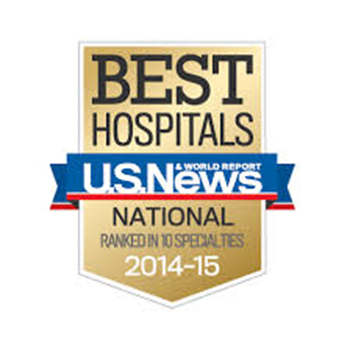 BEST
HOSPITALS
U.S.News
& WORLD REPORT
NATIONAL
RANKED IN 10 SPECIALTIES
2014-15